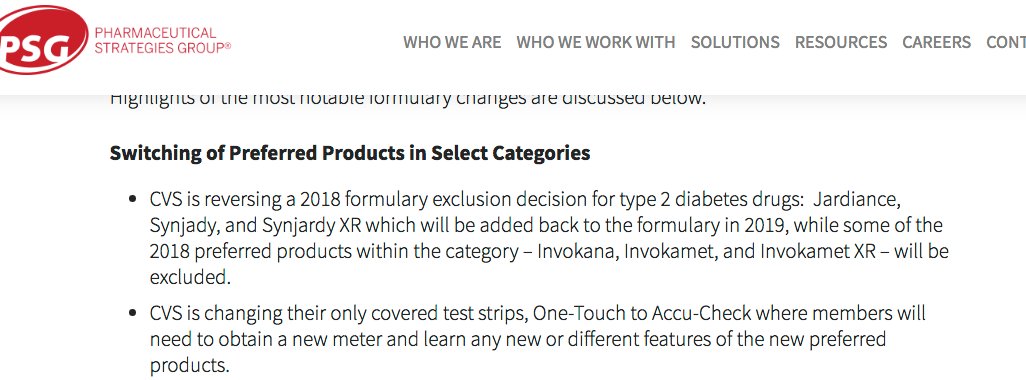 PSG PHARMACEUTICAL
STRATEGIES GROUP®
WHO WE ARE WHO WE WORK WITH SOLUTIONS RESOURCES CAREERS CONT
Highlights of the most notable formulary changes are discussed below.
Switching of Preferred Products in Select Categories
• CVS is reversing a 2018 formulary exclusion decision for type 2 diabetes drugs: Jardiance,
Synjady, and Synjardy XR which will be added back to the formulary in 2019, while some of the
2018 preferred products within the category – Invokana, Invokamet, and Invokamet XR – will be
excluded.
• CVS is changing their only covered test strips, One-Touch to Accu-Check where members will
need to obtain a new meter and learn any new or different features of the new preferred
products.